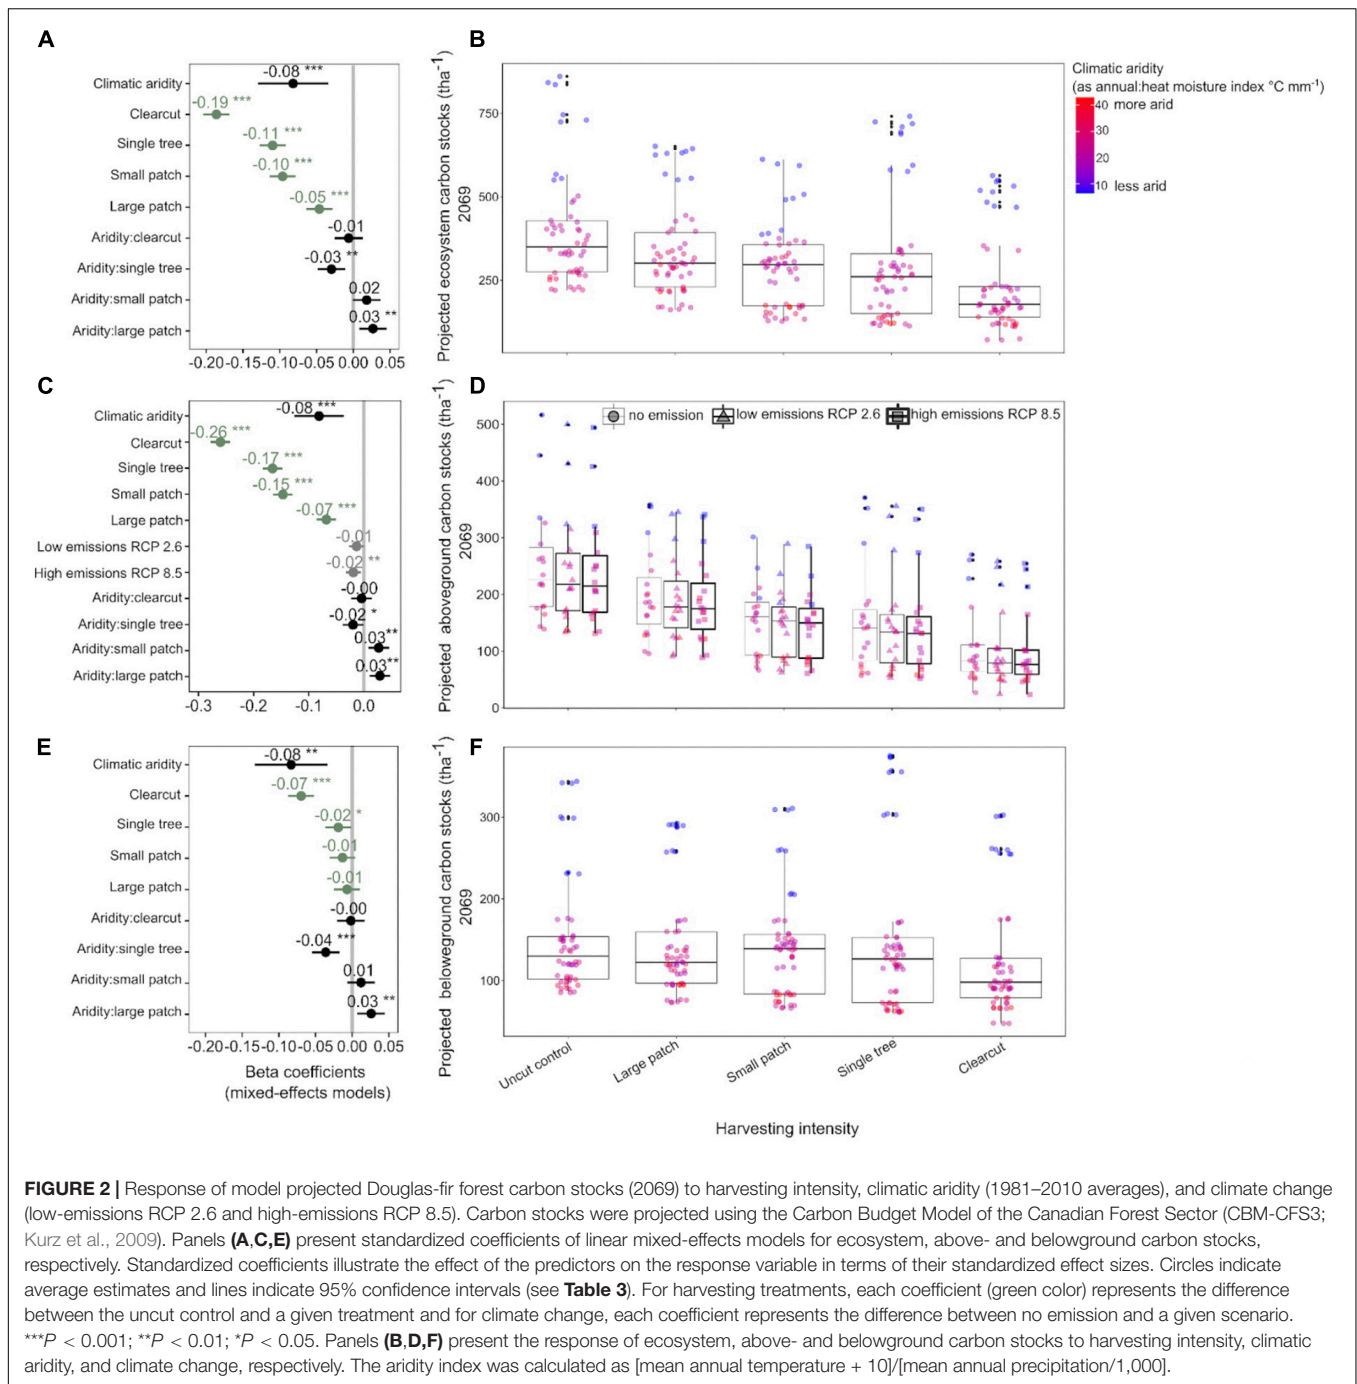 A
Climatic aridity
Clearcut
Single tree
Small patch
Large patch
Aridity:clearcut
Aridity:single tree
Aridity:small patch
Aridity:large patch
-0.08 ***
-0.19 ***
-0.11 ***
-0.10 ***
-0.05 ***
-0.01
-0.03 **
0.02
0.03 **
-0.20 -0.15 -0.10 -0.05 0.00 0.05
B
Projected ecosystem carbon stocks (tha-1)
2069
750
500
250
Climatic aridity
(as annual:heat moisture index °C mm-1)
40 more arid
30
20
10 less arid
C
Climatic aridity
Clearcut
Single tree
Small patch
Large patch
Low emissions RCP 2.6
High emissions RCP 8.5
Aridity:clearcut
Aridity:single tree
Aridity:small patch
Aridity:large patch
-0.08 ***
-0.26 ***
-0.17 ***
-0.15 ***
-0.07 ***
-0.01
-0.02 **
-0.00
-0.02 *
0.03**
0.03**
-0.3 -0.2 -0.1 0.0
D
Projected aboveground carbon stocks (tha-1)
2069
no emission low emissions RCP 2.6 high emissions RCP 8.5
500
400
300
200
100
0
E
Climatic aridity
Clearcut
Single tree
Small patch
Large patch
Aridity:clearcut
Aridity:single tree
Aridity:small patch
Aridity:large patch
-0.08 **
-0.07 ***
-0.02 *
-0.01
-0.01
-0.00
-0.04 ***
0.01
0.03 **
-0.20 -0.15 -0.10 -0.05 0.00 0.05
Beta coefficients
(mixed-effects models)
F
Projected beloweground carbon stocks (tha-1)
2069
300
200
100
Uncut control
Large patch
Small patch
Single tree
Clearcut
Harvesting intensity
FIGURE 2 | Response of model projected Douglas-fir forest carbon stocks (2069) to harvesting intensity, climatic aridity (1981–2010 averages), and climate change
(low-emissions RCP 2.6 and high-emissions RCP 8.5). Carbon stocks were projected using the Carbon Budget Model of the Canadian Forest Sector (CBM-CFS3;
Kurz et al., 2009). Panels (A,C,E) present standardized coefficients of linear mixed-effects models for ecosystem, above- and belowground carbon stocks,
respectively. Standardized coefficients illustrate the effect of the predictors on the response variable in terms of their standardized effect sizes. Circles indicate
average estimates and lines indicate 95% confidence intervals (see Table 3). For harvesting treatments, each coefficient (green color) represents the difference
between the uncut control and a given treatment and for climate change, each coefficient represents the difference between no emission and a given scenario.
***P < 0.001; **P < 0.01; *P < 0.05. Panels (B,D,F) present the response of ecosystem, above- and belowground carbon stocks to harvesting intensity, climatic
aridity, and climate change, respectively. The aridity index was calculated as [mean annual temperature + 10]/[mean annual precipitation/1,000].